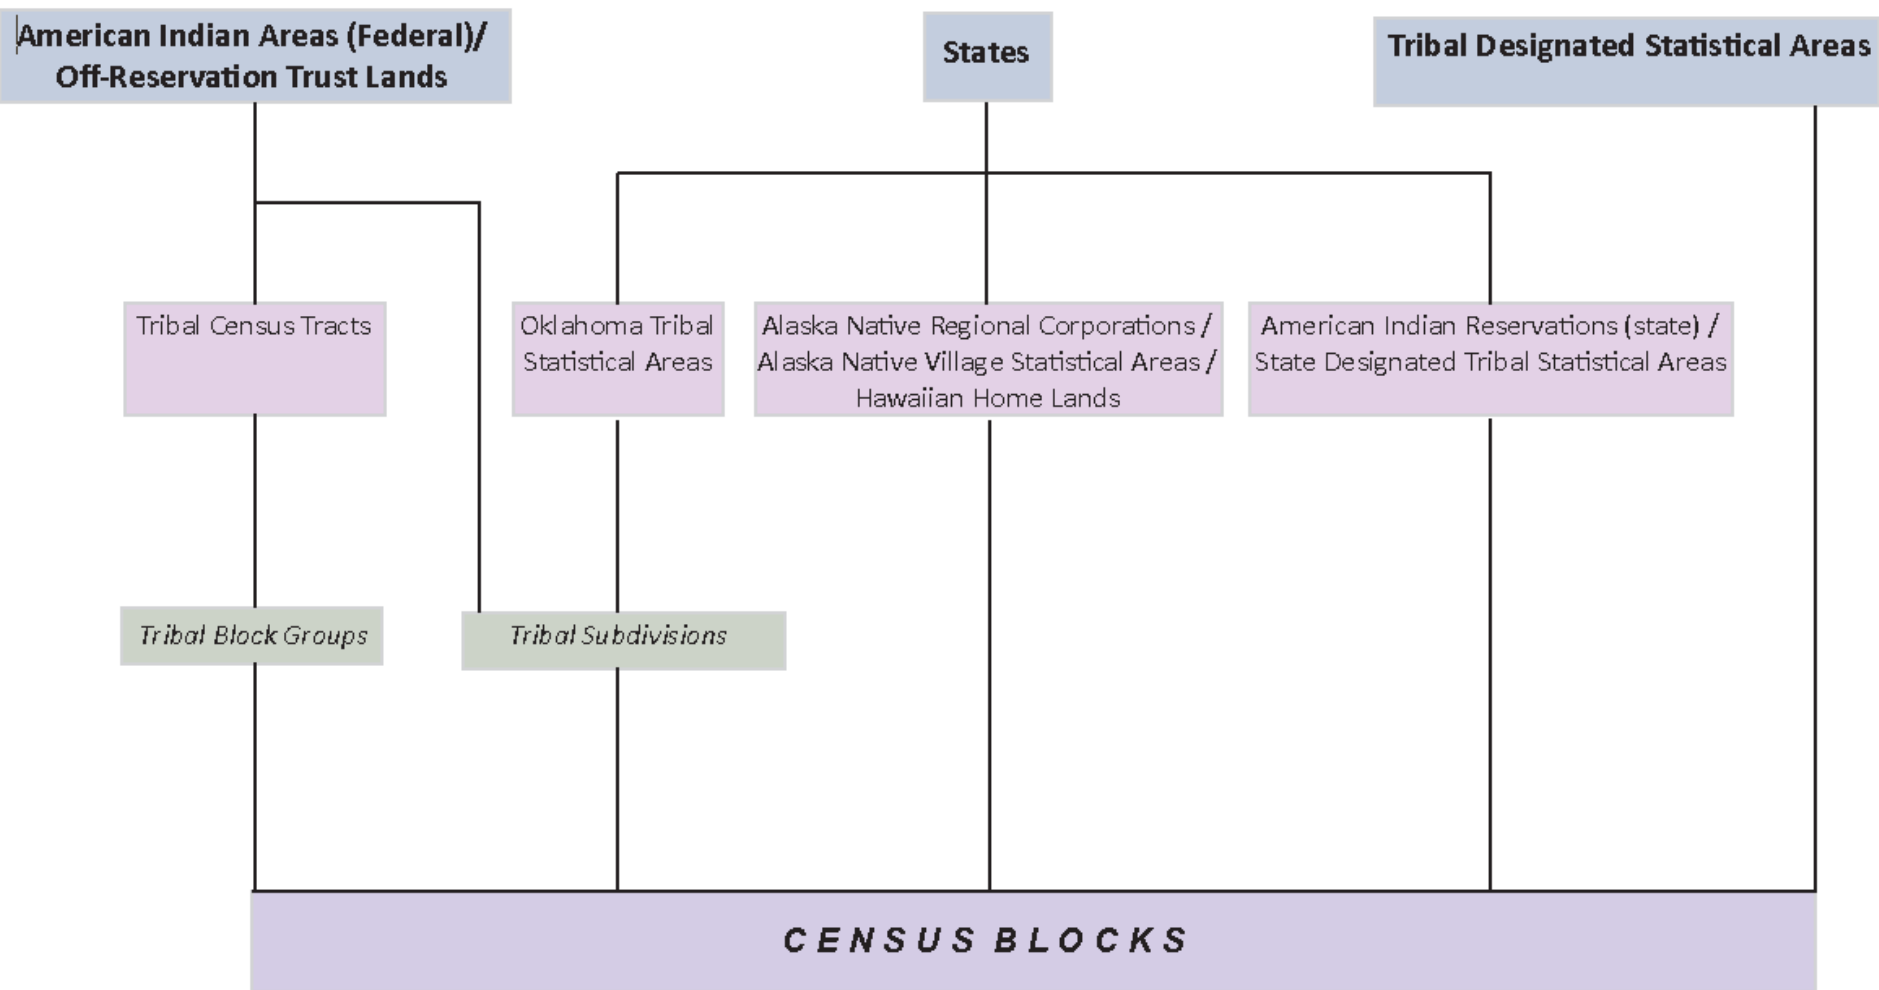 American Indian Areas (Federal)/
Off-Reservation Trust Lands
States
Tribal Designated Statistical Areas
Tribal Census Tracts
Oklahoma Tribal
Statistical Areas
Alaska Native Regional Corporations /
Alaska Native Village Statistical Areas /
Hawaiian Home Lands
American Indian Reservations (state) /
State Designated Tribal Statistical Areas
Tribal Block Groups
Tribal Subdivisions
CENSUS BLOCKS